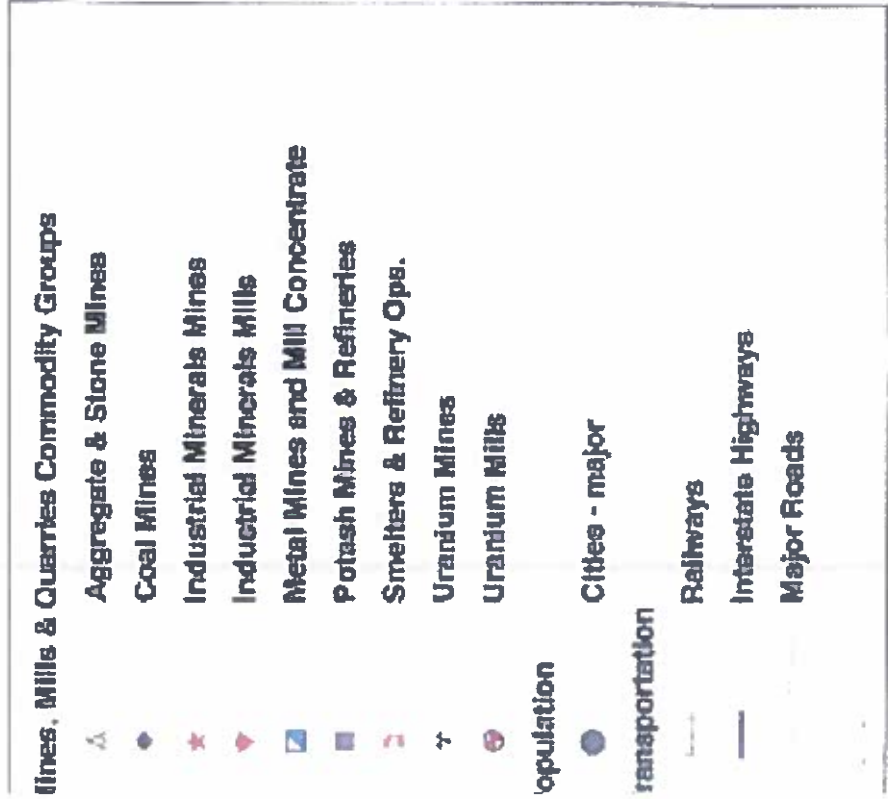 lines, Mills & Quarries Commodity Groups
Aggregate & Stone Mines
Coal Mines
Industrial Minerals Mines
Industrial Minerals Mills
Metal Mines and Mill Concentrate
Potash Mines & Refineries
Smelters & Refinery Ops.
Uranium Mines
Uranium Mills
opulation
Cities - major
ransportation
Railways
Interstate Highways
Major Roads